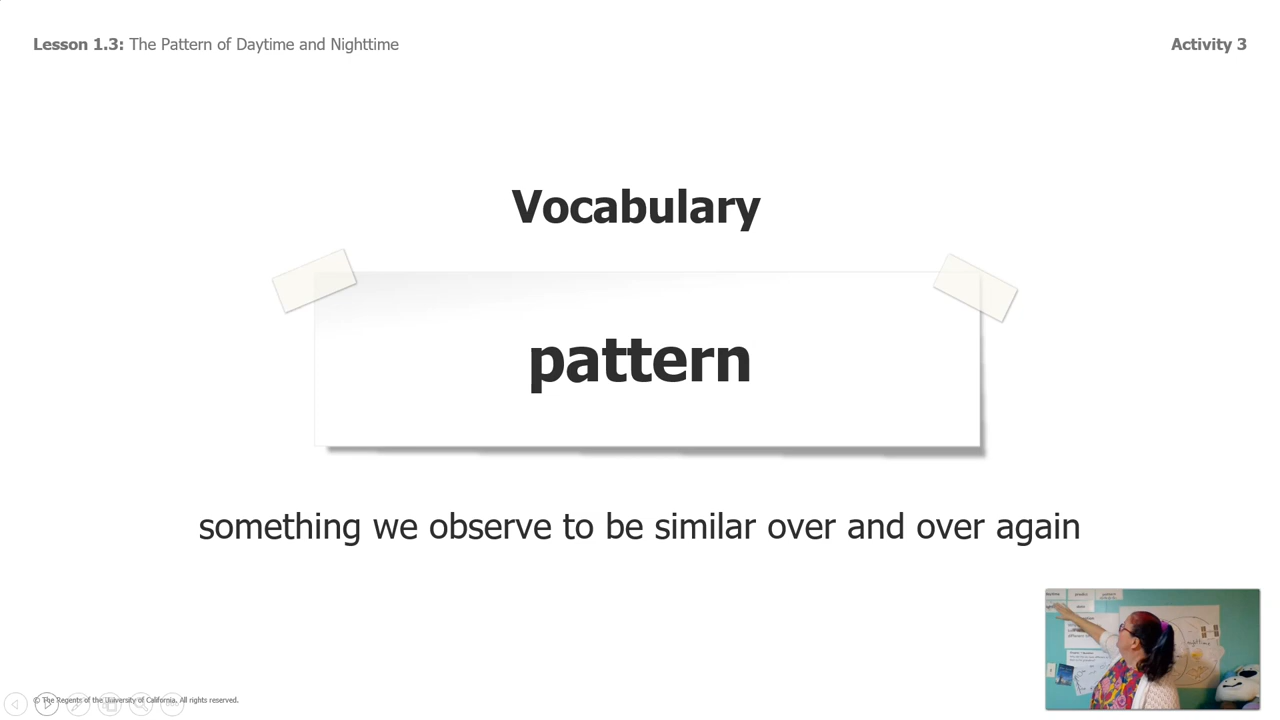 Lesson 1.3: The Pattern of Daytime and Nighttime
Activity 3
Vocabulary
pattern
something we observe to be similar over and over again
© The Regents of the University of California. All rights reserved.